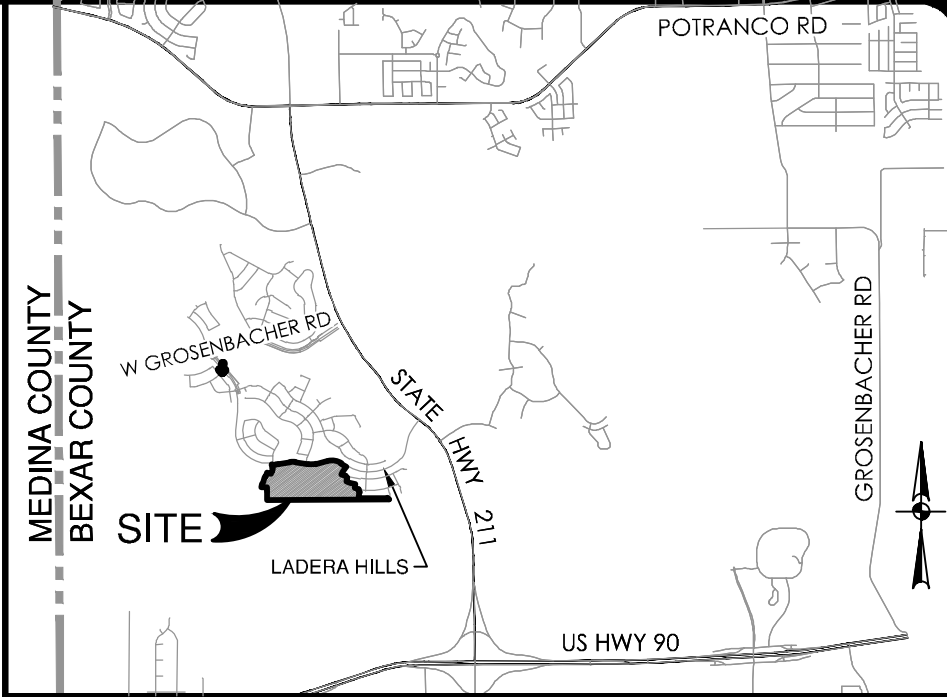 POTRANCO RD
MEDINA COUNTY
BEXAR COUNTY
W GROSENBACHER RD
GROSENBACHER RD
STATE HWY 211
SITE
LADERA HILLS
US HWY 90